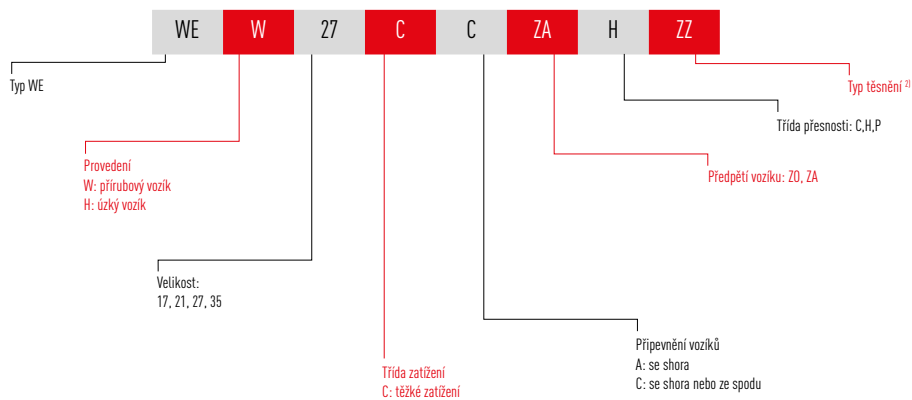 WE W 27 C C ZA H ZZ
Typ WE
Typ těsnění 2)
Třída přesnosti: C,H,P
Provedení
W: přírubový vozík
H: úzký vozík
Předpětí vozíku: Z0, ZA
Velikost:
17, 21, 27, 35
Připevnění vozíků
A: se shora
C: se shora nebo ze spodu
Třída zatížení
C: těžké zatížení